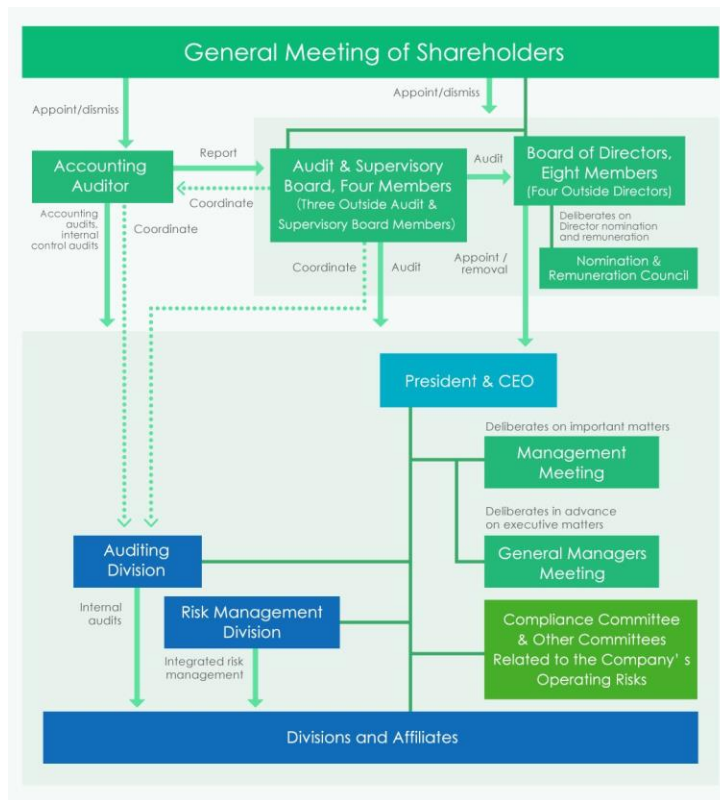 General Meeting of Shareholders
Appoint/dismiss
Appoint/dismiss
Accounting
Auditor
Report
Coordinate
Audit & Supervisory
Board, Four Members
(Three Outside Audit &
Supervisory Board Members)
Audit
Board of Directors,
Eight Members
(Four Outside Directors)
Accounting
audits,
internal
control audits
Coordinate
Deliberates on
Director nomination
and remuneration
Nomination &
Remuneration Council
Coordinate
Audit
Appoint /
removal
President & CEO
Deliberates on important matters
Management
Meeting
Deliberates in advance
on executive matters
General Managers
Meeting
Auditing
Division
Internal
audits
Risk Management
Division
Integrated risk
management
Compliance Committee
& Other Committees
Related to the Company' s
Operating Risks
Divisions and Affiliates